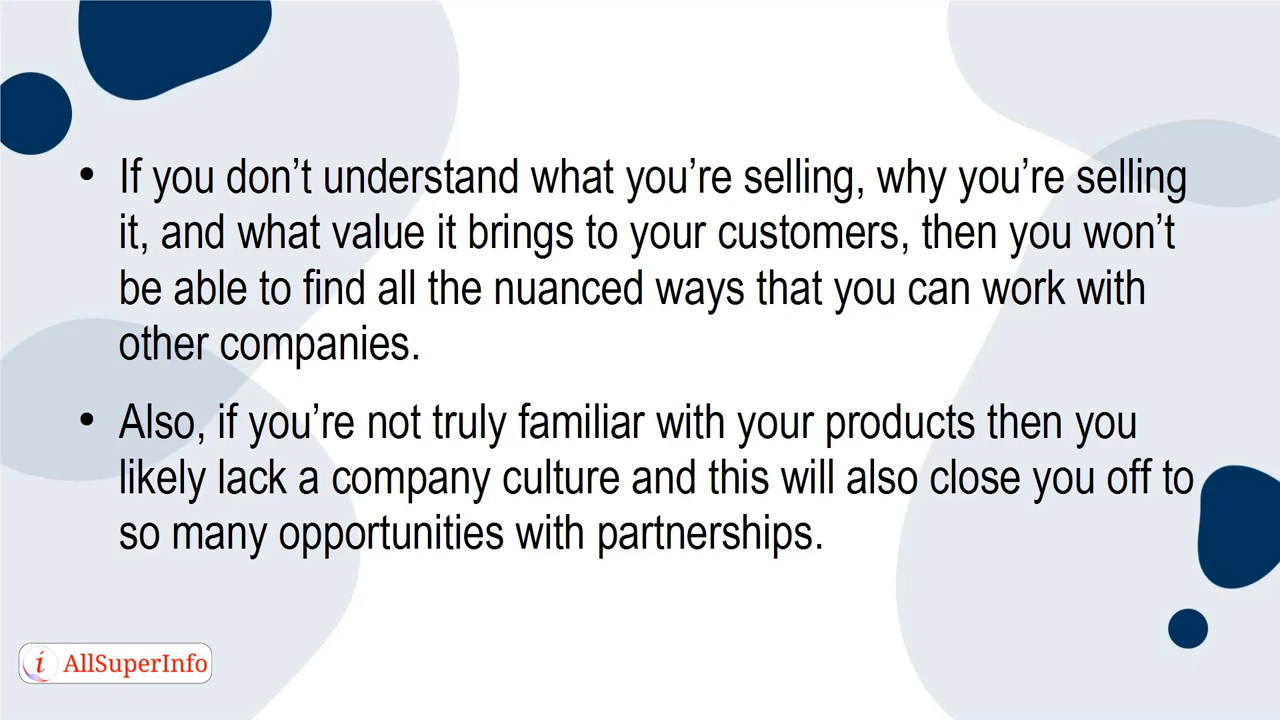 • If you don’t understand what you’re selling, why you’re selling
it, and what value it brings to your customers, then you won’t
be able to find all the nuanced ways that you can work with
other companies.
• Also, if you’re not truly familiar with your products then you
likely lack a company culture and this will also close you off to
so many opportunities with partnerships.
i AllSuperInfo